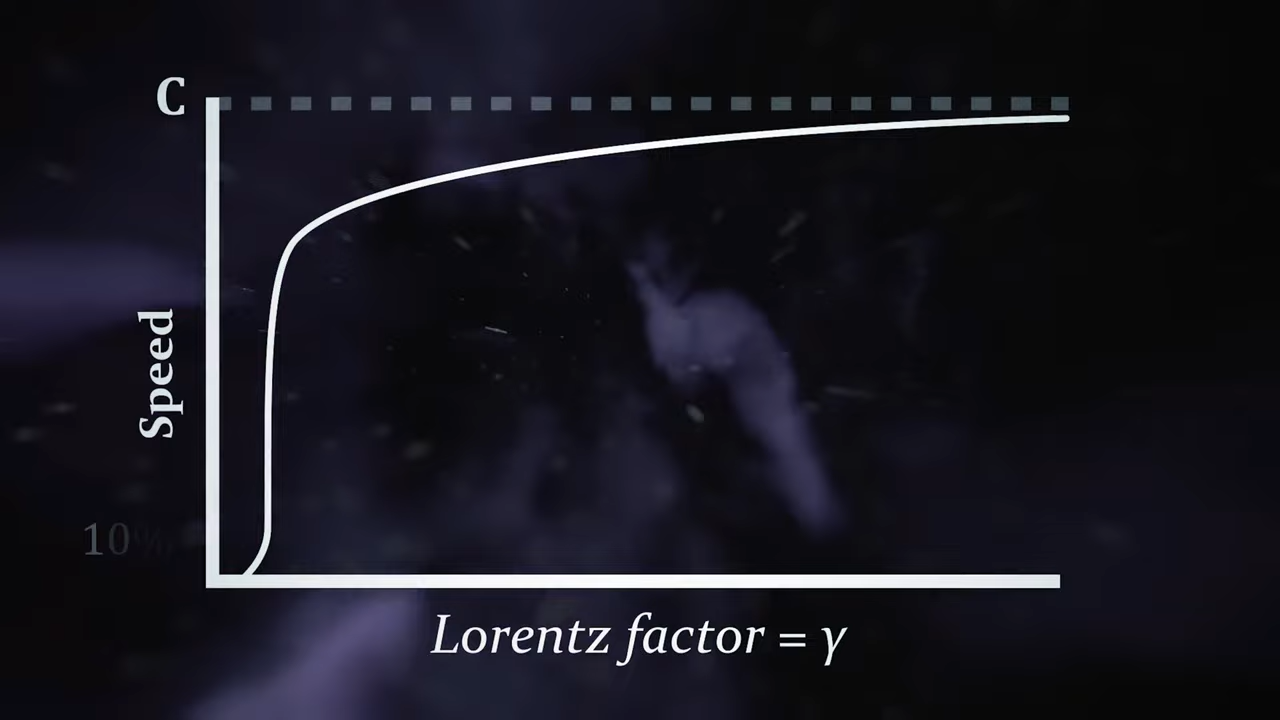 C
Speed
10%
Lorentz factor = γ